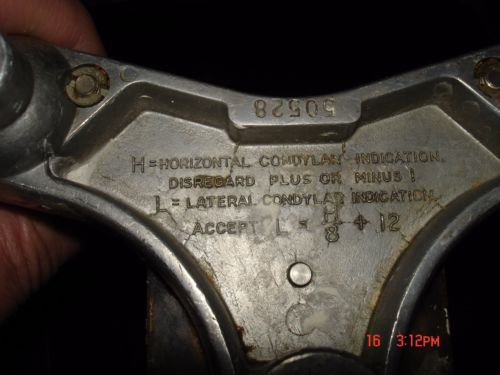 50528
H = HORIZONTAL CONDYLAR INDICATION.
DISREGARD PLUS OR MINUS !
L = LATERAL CONDYLAR INDICATION.
ACCEPT L = H/8 + 12
16 3:12PM